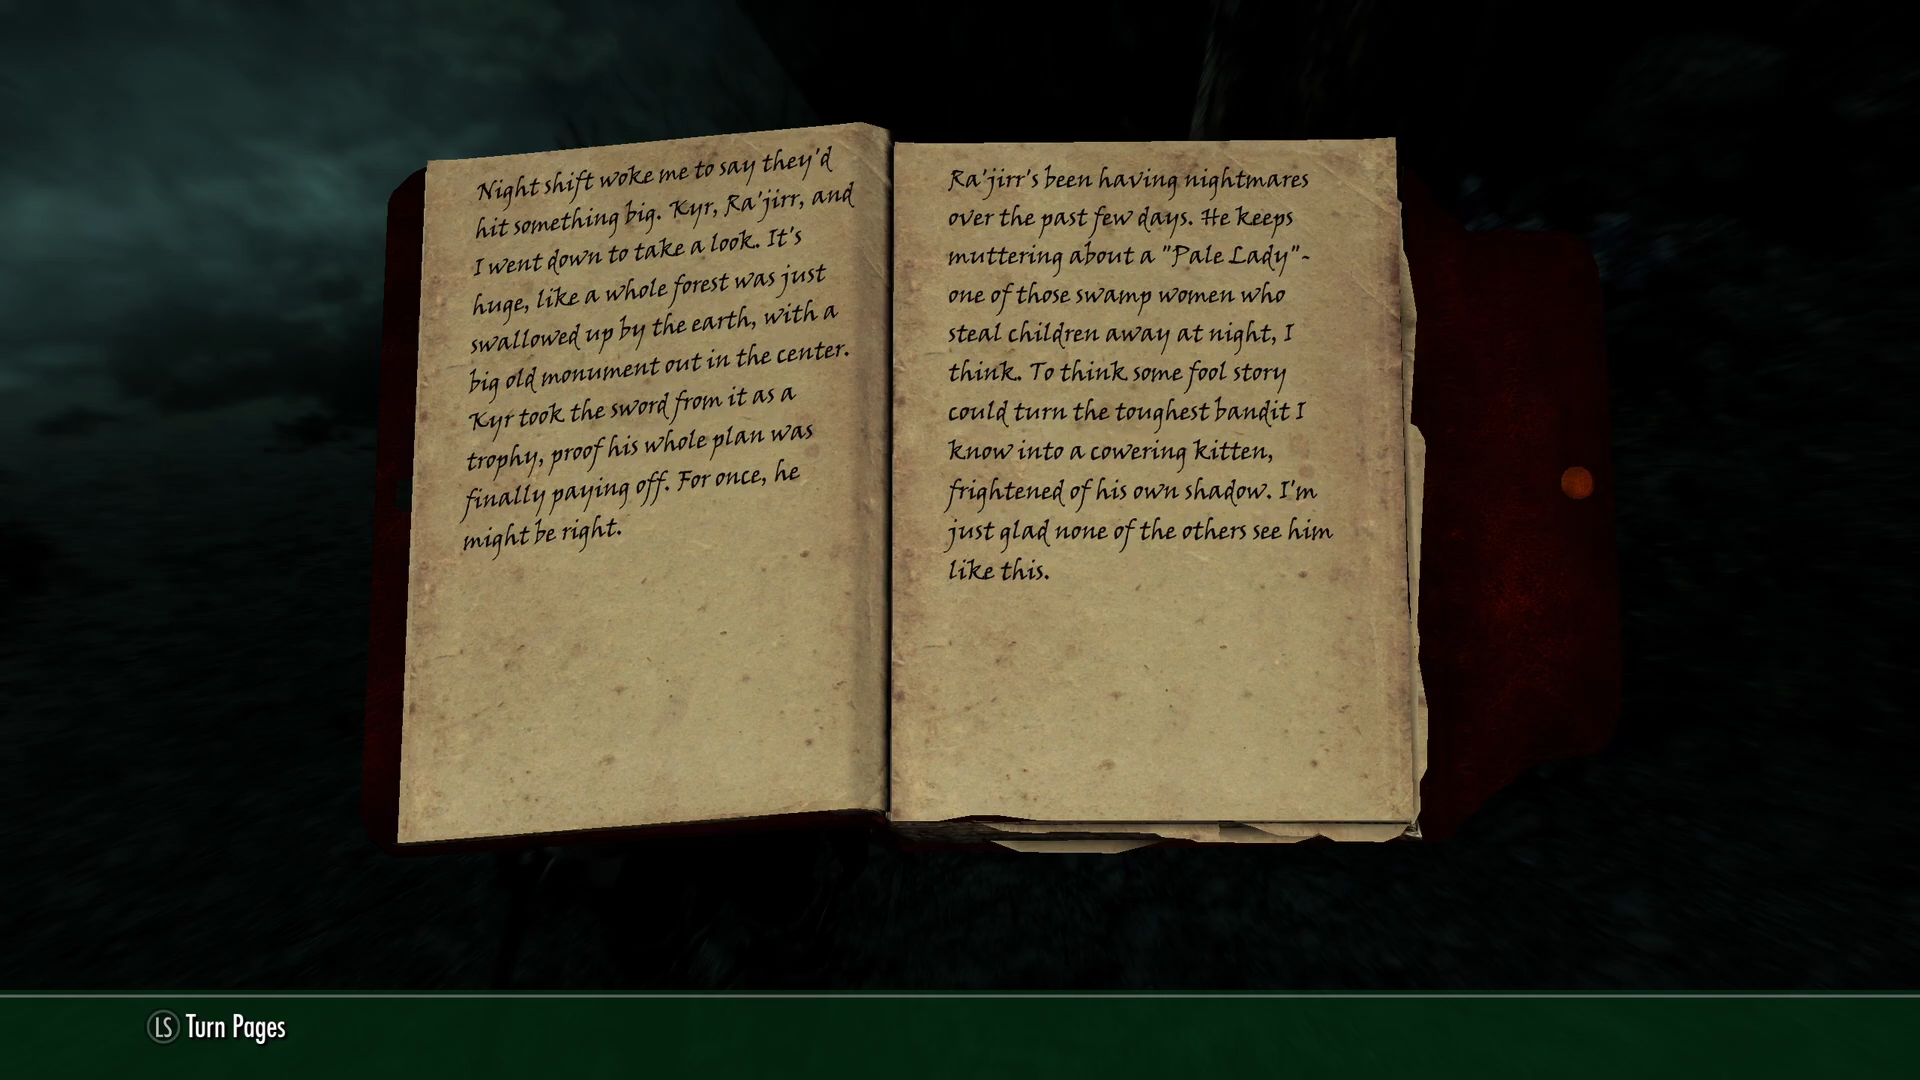 Night shift woke me to say they'd
hit something big. Kyr, Ra'jirr, and
I went down to take a look. It's
huge, like a whole forest was just
swallowed up by the earth, with a
big old monument out in the center.
Kyr took the sword from it as a
trophy, proof his whole plan was
finally paying off. For once, he
might be right.
Ra'jirr's been having nightmares
over the past few days. He keeps
muttering about a "Pale Lady"-
one of those swamp women who
steal children away at night, I
think. To think some fool story
could turn the toughest bandit I
know into a cowering kitten,
frightened of his own shadow. I'm
just glad none of the others see him
like this.
LS Turn Pages